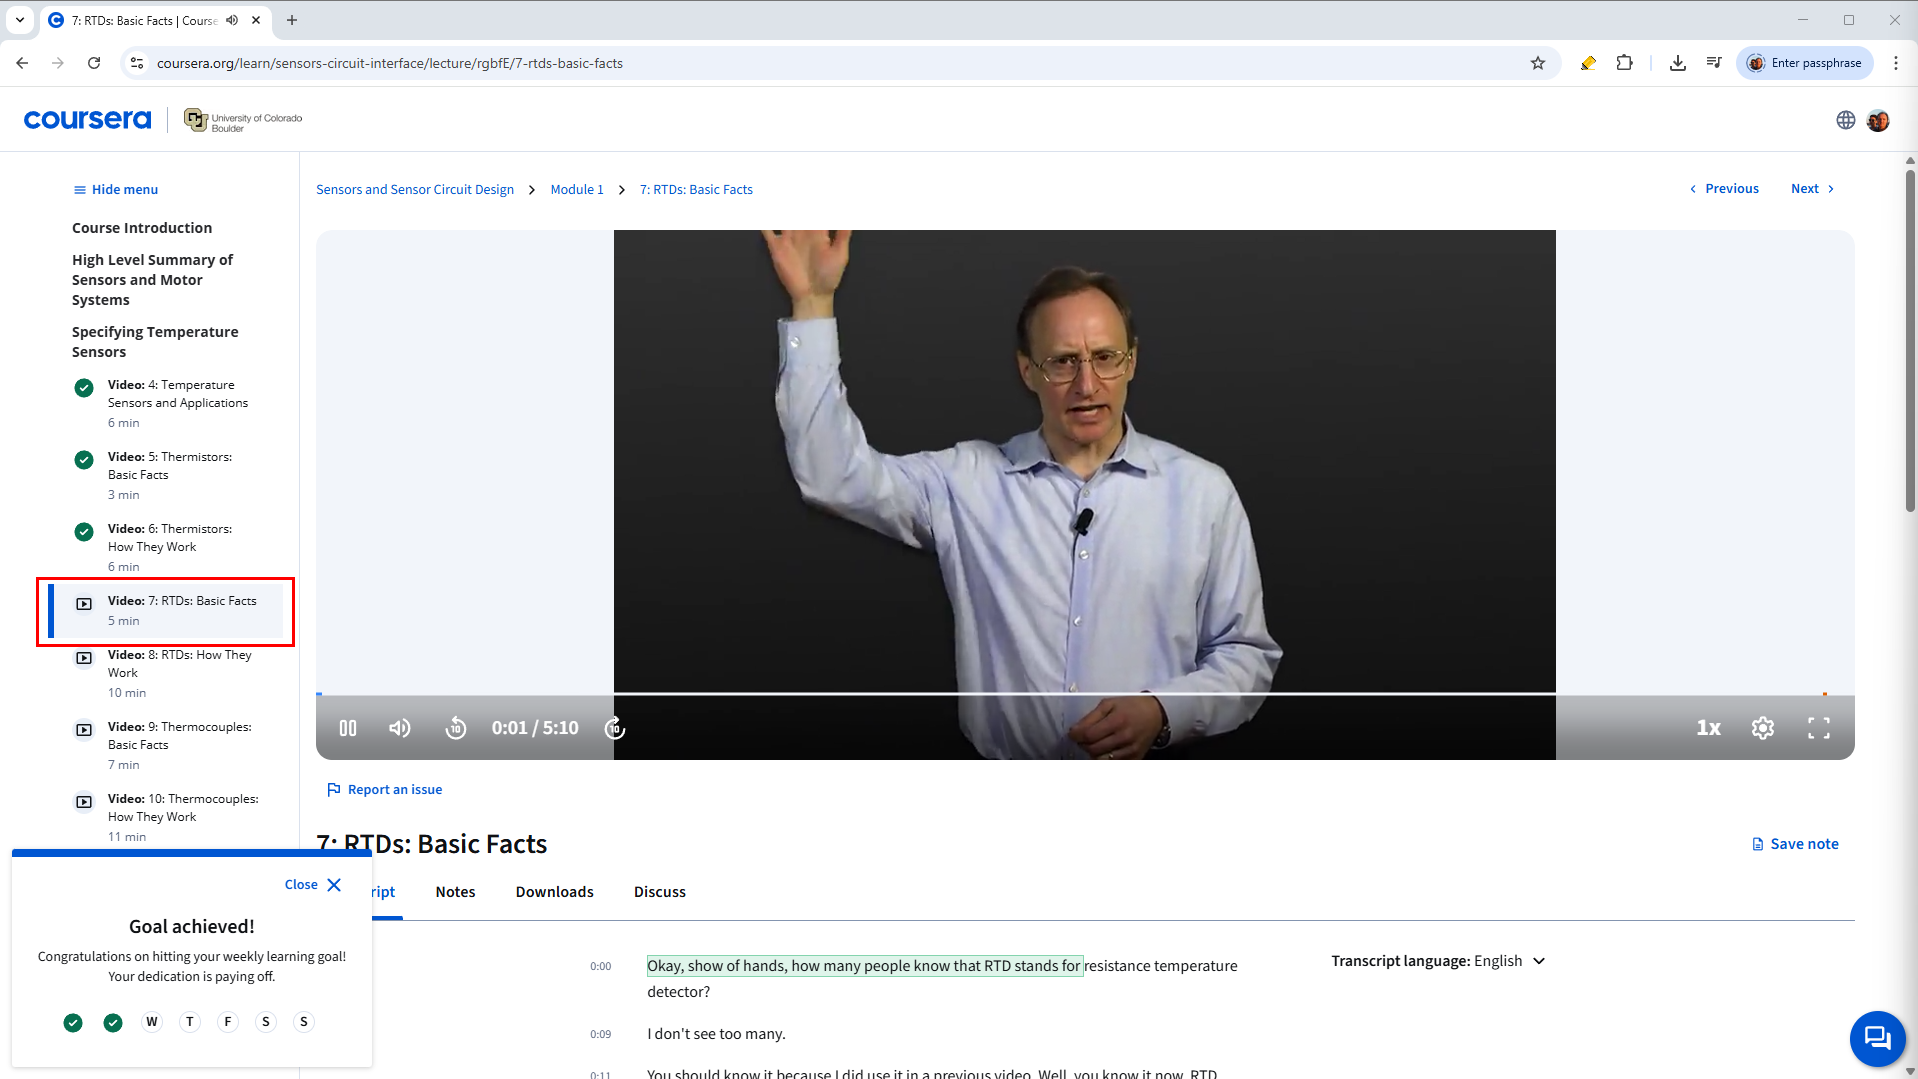 7: RTDs: Basic Facts | Course
coursera.org/learn/sensors-circuit-interface/lecture/rgbfE/7-rtds-basic-facts
Enter passphrase
coursera
University of Colorado
Boulder
Hide menu
Course Introduction
High Level Summary of
Sensors and Motor
Systems
Specifying Temperature
Sensors
Video: 4: Temperature
Sensors and Applications
6 min
Video: 5: Thermistors:
Basic Facts
3 min
Video: 6: Thermistors:
How They Work
6 min
Video: 7: RTDs: Basic Facts
5 min
Video: 8: RTDs: How They
Work
10 min
Video: 9: Thermocouples:
Basic Facts
7 min
Video: 10: Thermocouples:
How They Work
11 min
Close
Goal achieved!
Congratulations on hitting your weekly learning goal!
Your dedication is paying off.
W T F S S
Sensors and Sensor Circuit Design > Module 1 > 7: RTDs: Basic Facts
Previous
Next
10
0:01 / 5:10
10
1x
Report an issue
7: RTDs: Basic Facts
Save note
ript
Notes
Downloads
Discuss
0:00
Okay, show of hands, how many people know that RTD stands for resistance temperature
detector?
0:09
I don't see too many.
0:11
You should know it because I did use it in a previous video. Well, you know it now. RTD
Transcript language: English